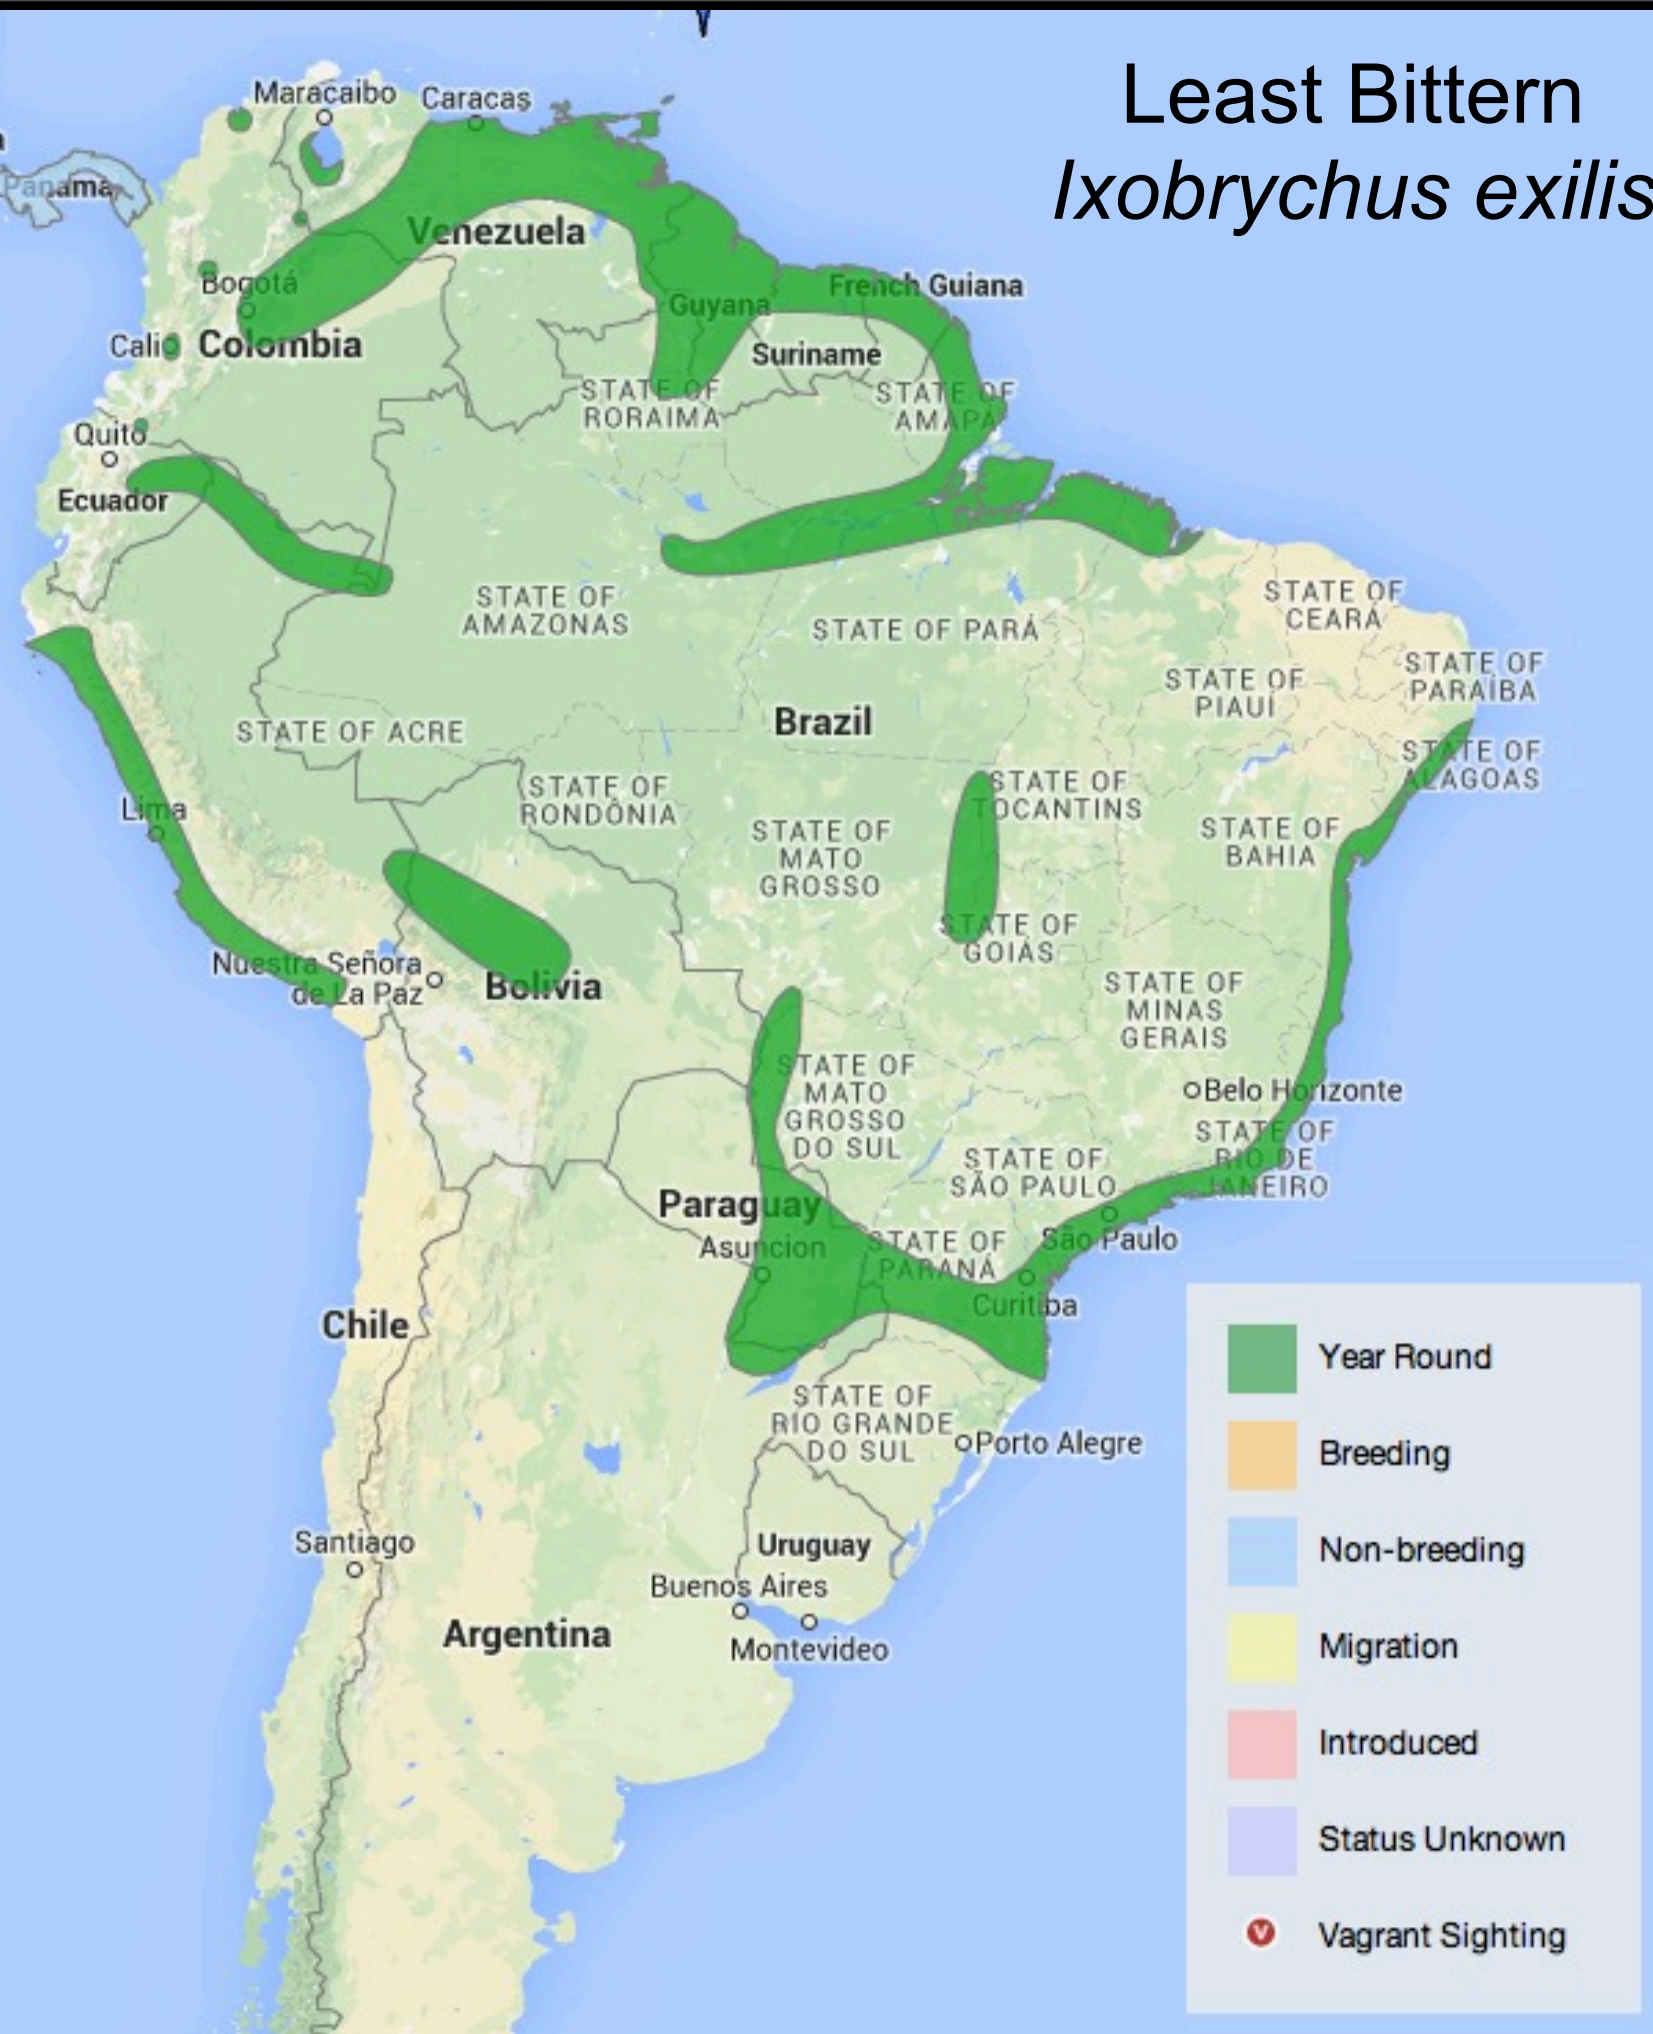 Least Bittern
Ixobrychus exilis
Maracaibo
Caracas
Panama
Venezuela
Bogotá
French Guiana
Guyana
Cali
Colombia
Suriname
STATE OF
RORAIMA
STATE OF
AMAPÁ
Quito
Ecuador
STATE OF
AMAZONAS
STATE OF PARÁ
STATE OF
CEARÁ
STATE OF
PARAÍBA
STATE OF
PIAUÍ
STATE OF ACRE
Brazil
STATE OF
ALAGOAS
STATE OF
RONDÔNIA
STATE OF
TOCANTINS
Lima
STATE OF
MATO
GROSSO
STATE OF
BAHIA
STATE OF
GOIÁS
Nuestra Señora
de La Paz
Bolivia
STATE OF
MINAS
GERAIS
STATE OF
MATO
GROSSO
DO SUL
Belo Horizonte
STATE OF
RIO DE
JANEIRO
STATE OF
SÃO PAULO
Paraguay
Asuncion
STATE OF
PARANÁ
São Paulo
Curitiba
Chile
STATE OF
RIO GRANDE
DO SUL
Porto Alegre
Santiago
Uruguay
Buenos Aires
Argentina
Montevideo
Year Round
Breeding
Non-breeding
Migration
Introduced
Status Unknown
V
Vagrant Sighting